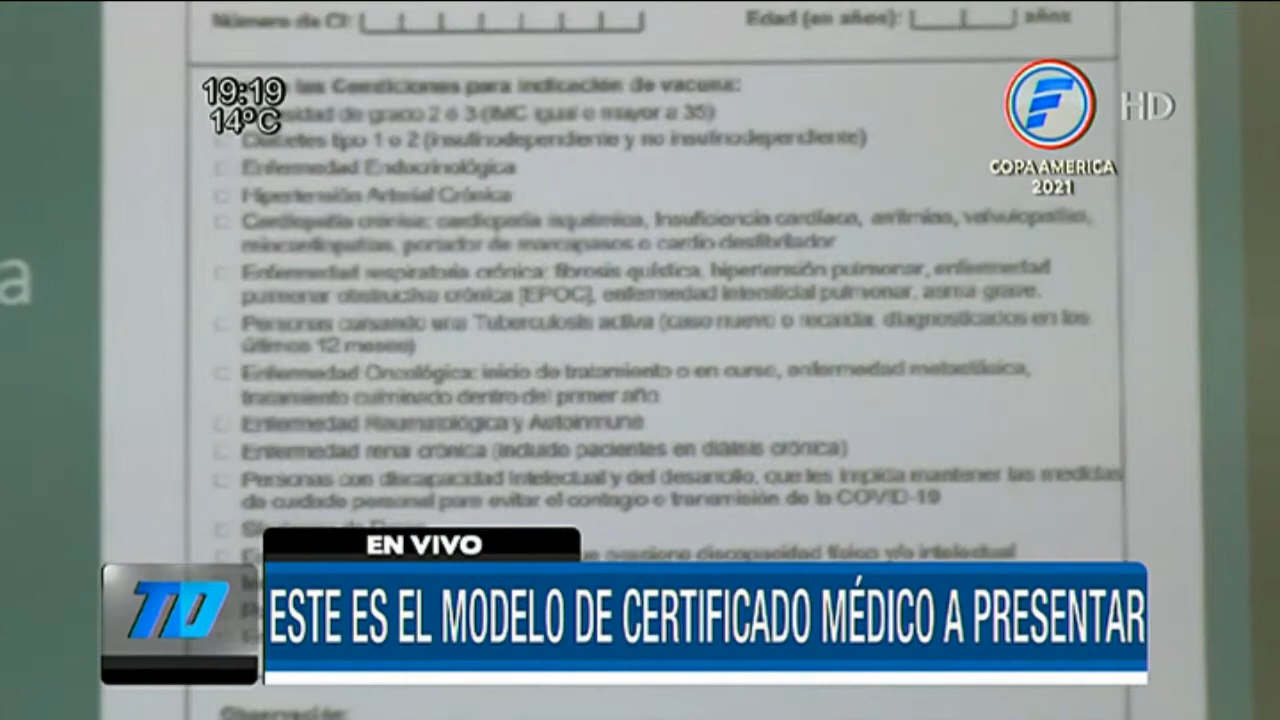 Número de CI:
Edad (en años):
años
19:19
14°C
las Condiciones para indicación de vacuna:
sidad de grado 2 ó 3 (IMC igual o mayor a 35)
Diabetes tipo 1 o 2 (insulinodependiente y no insulinodependiente)
Enfermedad Endocrinológica
Hipertensión Arterial Crónica
Cardiopatía crónica: cardiopatía isquémica, Insuficiencia cardíaca, arritmias, valvulopatías,
miocardiopatías, portador de marcapasos o cardio desfibrilador
Enfermedad respiratoria crónica: fibrosis quística, hipertensión pulmonar, enfermedad
pulmonar obstructiva crónica [EPOC], enfermedad intersticial pulmonar, asma grave.
Personas cursando una Tuberculosis activa (caso nuevo o recaída: diagnosticados en los
últimos 12 meses)
Enfermedad Oncológica: inicio de tratamiento o en curso, enfermedad metastásica,
tratamiento culminado dentro del primer año
Enfermedad Reumatológica y Autoinmune
Enfermedad renal crónica (incluido pacientes en diálisis crónica)
Personas con discapacidad intelectual y del desarrollo, que les impida mantener las medidas
de cuidado personal para evitar el contagio o transmisión de la COVID-19
discapacidad físico y/o intelectual
Observación:
a
HD
COPA AMERICA
2021
EN VIVO
TD
ESTE ES EL MODELO DE CERTIFICADO MÉDICO A PRESENTAR